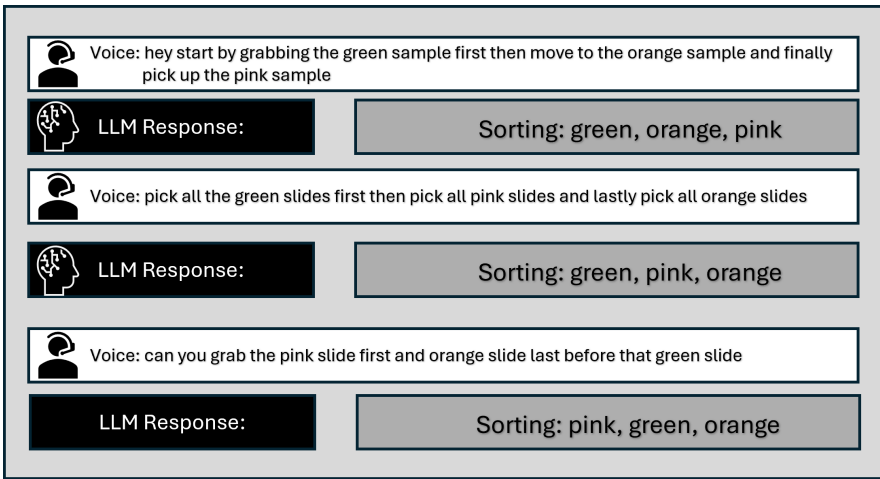 Voice: hey start by grabbing the green sample first then move to the orange sample and finally
pick up the pink sample
LLM Response:
Sorting: green, orange, pink
Voice: pick all the green slides first then pick all pink slides and lastly pick all orange slides
LLM Response:
Sorting: green, pink, orange
Voice: can you grab the pink slide first and orange slide last before that green slide
LLM Response:
Sorting: pink, green, orange